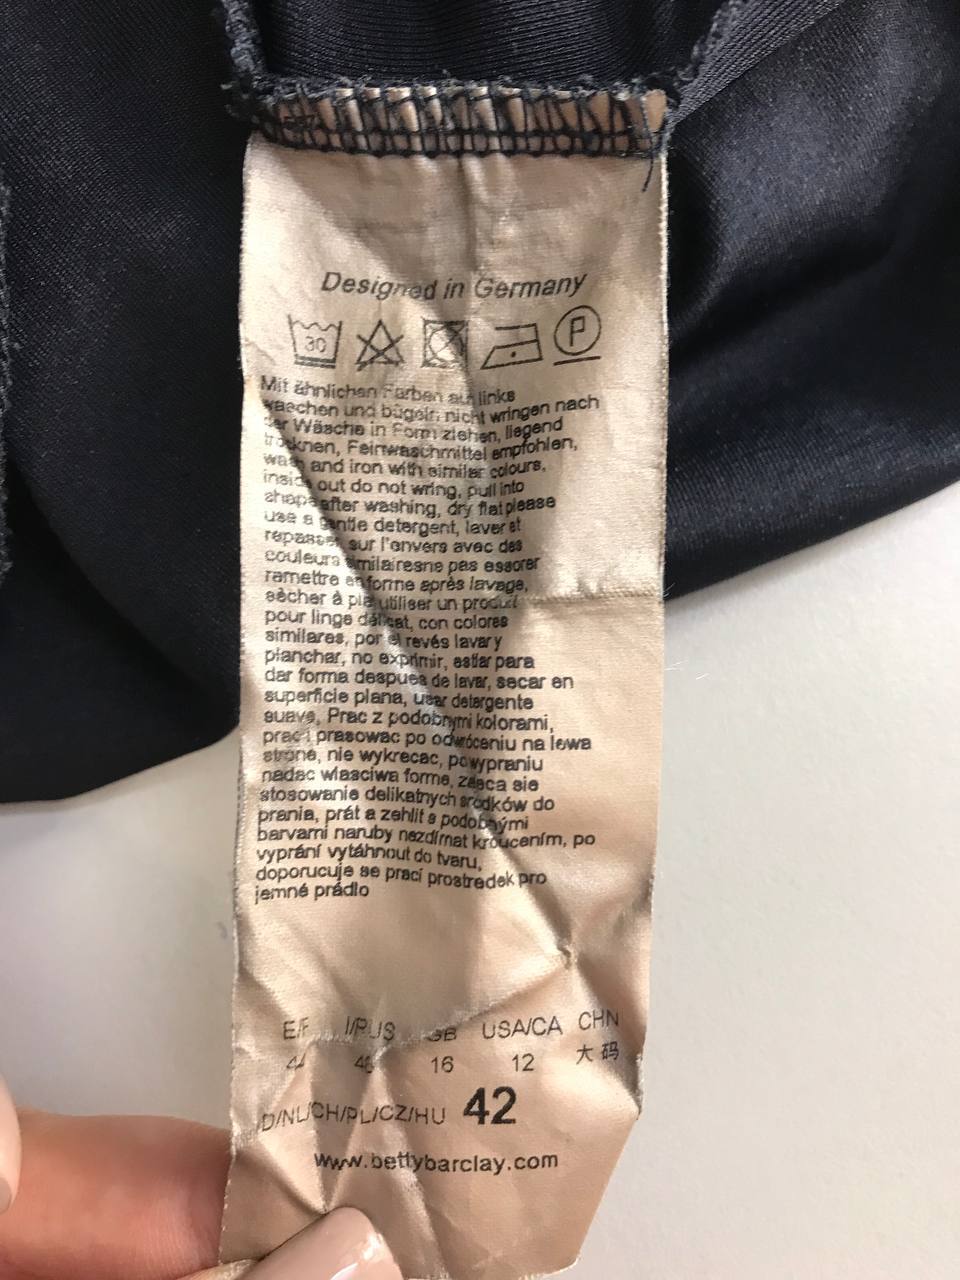 Designed in Germany
30 P
Mit ähnlichen Farben auf links
waschen und bügeln, nicht wringen nach
der Wäsche in Form ziehen, liegend
trocknen, Feinwaschmittel empfohlen,
wash and iron with similar colours,
inside out do not wring, pull into
shape after washing, dry flat please
use a gentle detergent, laver et
repasser sur l'envers avec des
couleurs similairesne pas essorer
ramettre en forme après lavage,
sècher à plat utiliser un produit
pour linge délicat, con colores
similares, por el revés lavar y
planchar, no exprimir, estiar para
dar forma despues de lavar, secar en
superficie plana, usar detergente
suave, Prac z podobnymi kolorami,
prac i prasowac po odwróceniu na lewa
strone, nie wykrecac, po wypraniu
nadac wlasciwa forme, zaleca sie
stosowanie delikatnych srodków do
prania, prát a zehlit s podobnými
barvami naruby nezdímat kroucením, po
vyprání vytáhnout do tvaru,
doporucuje se prací prostredek pro
jemné prádlo
E/F I/RUS GB USA/CA CHN
44 48 16 12 大码
D/NL/CH/PL/CZ/HU 42
www.bettybarclay.com